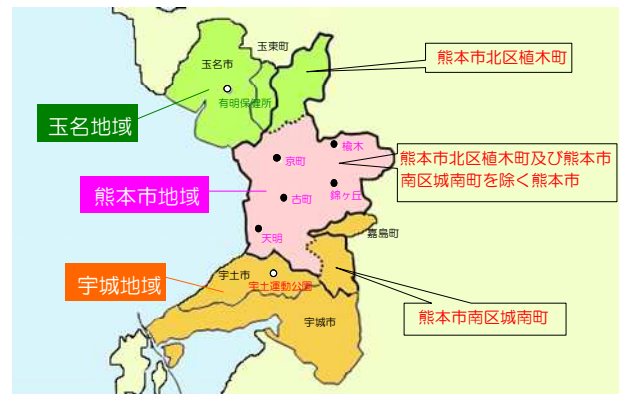 玉東町
熊本市北区植木町
玉名市
有明保健所
玉名地域
楡木
京町
熊本市北区植木町及び熊本市
南区城南町を除く熊本市
熊本市地域
錦ヶ丘
古町
嘉島町
天明
宇土市
宇城地域
宇土運動公園
熊本市南区城南町
宇城市